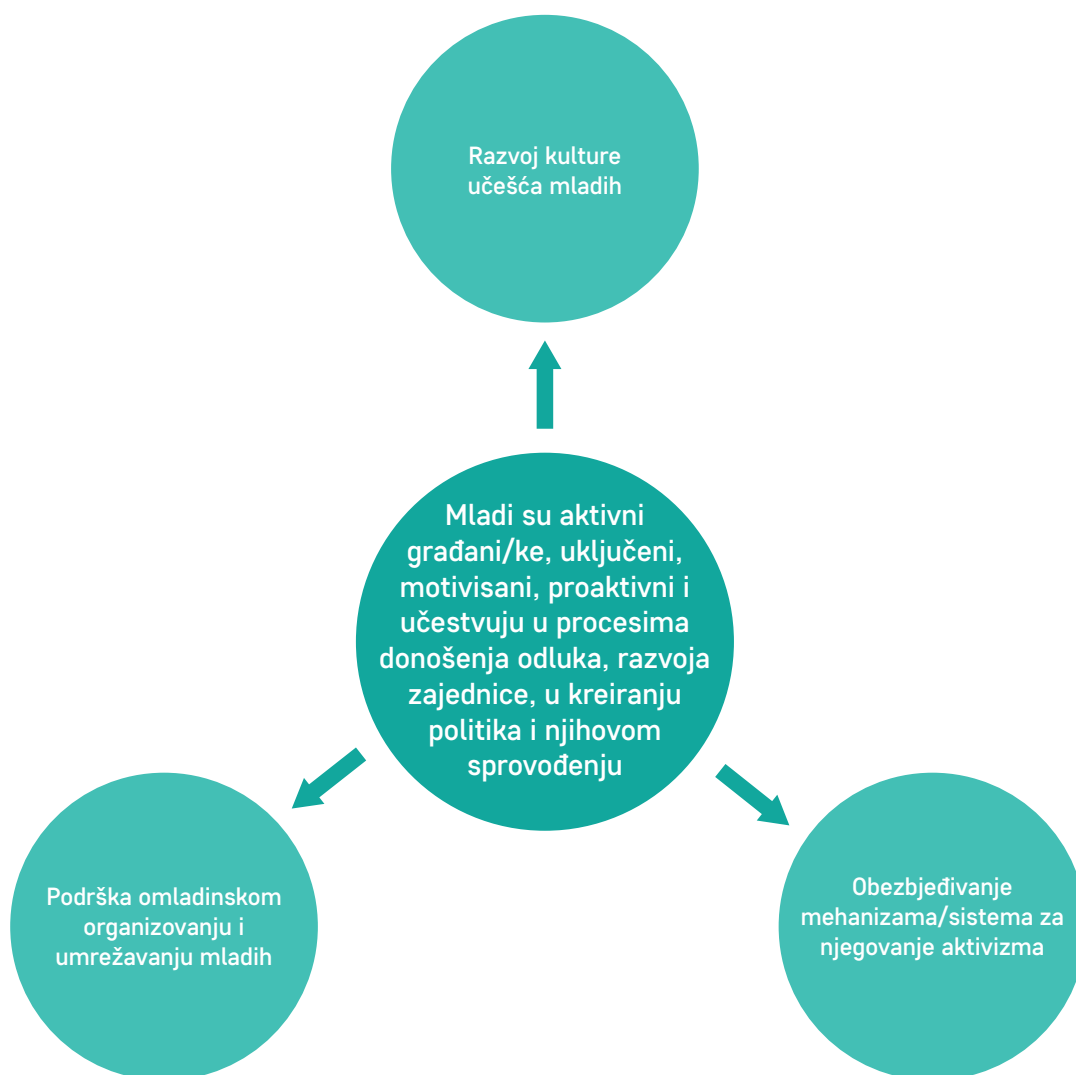 Razvoj kulture
učešća mladih
Mladi su aktivni
građani/ke, uključeni,
motivisani, proaktivni i
učestvuju u procesima
donošenja odluka, razvoja
zajednice, u kreiranju
politika i njihovom
sprovođenju
Podrška omladinskom
organizovanju i
umrežavanju mladih
Obezbjeđivanje
mehanizama/sistema za
njegovanje aktivizma